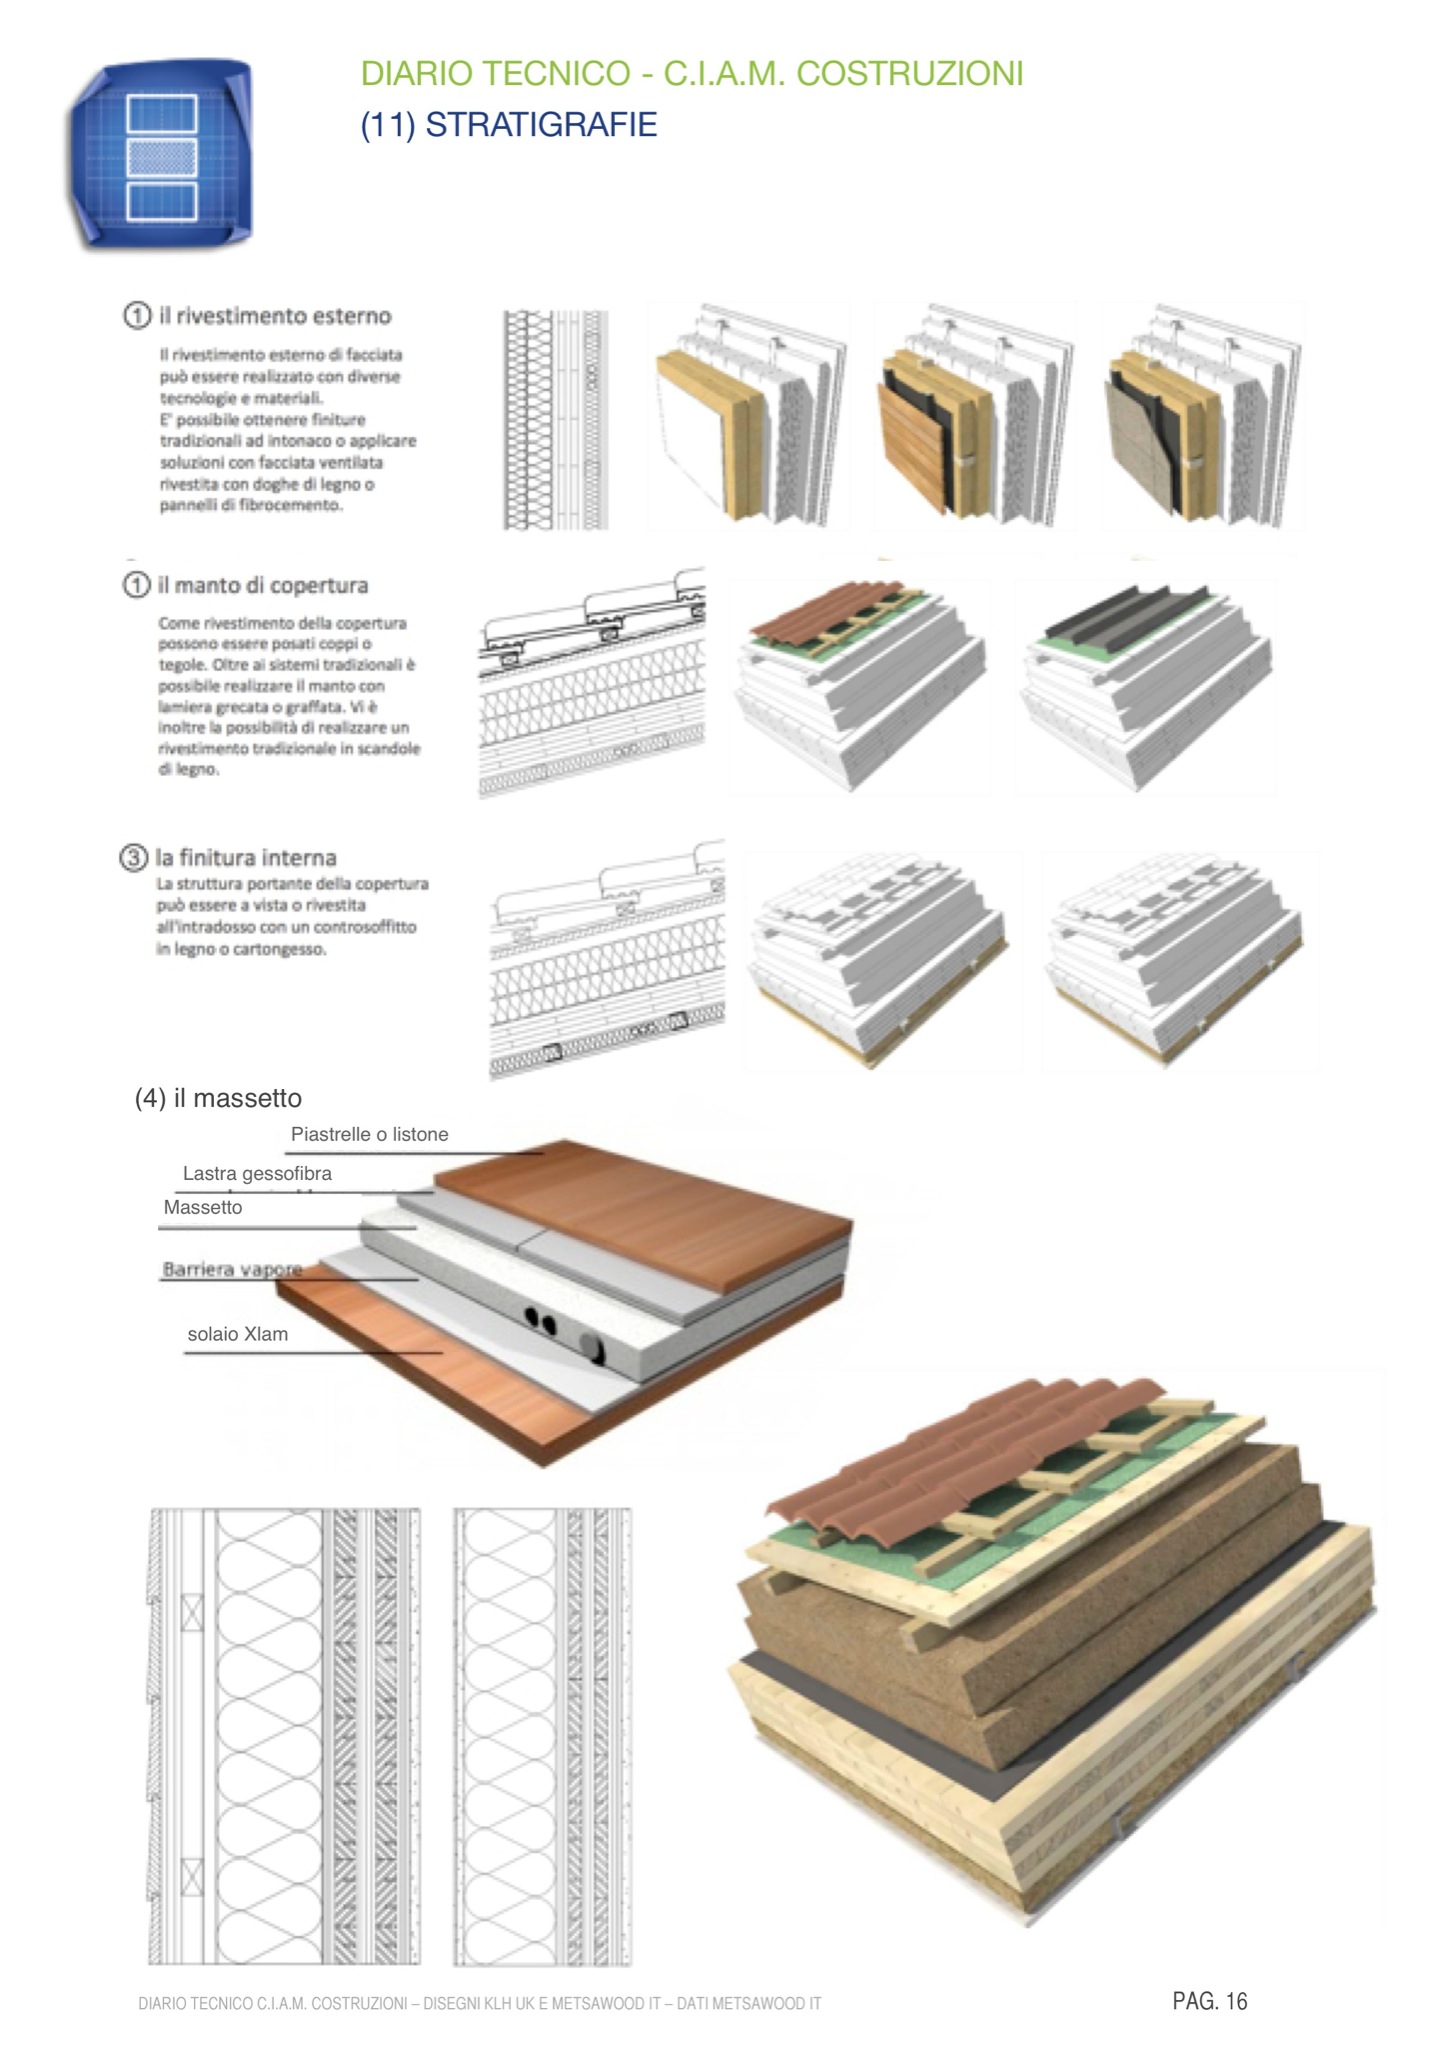 DIARIO TECNICO - C.I.A.M. COSTRUZIONI
(11) STRATIGRAFIE
1 il rivestimento esterno
Il rivestimento esterno di facciata
può essere realizzato con diverse
tecnologie e materiali.
E' possibile ottenere finiture
tradizionali ad intonaco o applicare
soluzioni con facciata ventilata
rivestita con doghe di legno o
pannelli di fibrocemento.
1 il manto di copertura
Come rivestimento della copertura
possono essere posati coppi o
tegole. Oltre ai sistemi tradizionali è
possibile realizzare il manto con
lamiera grecata o graffata. Vi è
inoltre la possibilità di realizzare un
rivestimento tradizionale in scandole
di legno.
3 la finitura interna
La struttura portante della copertura
può essere a vista o rivestita
all'intradosso con un controsoffitto
in legno o cartongesso.
(4) il massetto
Piastrelle o listone
Lastra gessofibra
Massetto
Barriera vapore
solaio Xlam
DIARIO TECNICO C.I.A.M. COSTRUZIONI – DISEGNI KLH UK E METSAWOOD IT – DATI METSAWOOD IT
PAG. 16